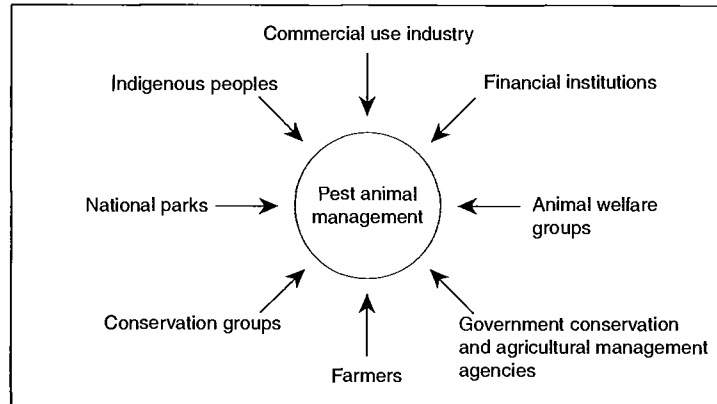 Commercial use industry
Indigenous peoples
Financial institutions
National parks
Pest animal
management
Animal welfare
groups
Conservation groups
Farmers
Government conservation
and agricultural management
agencies